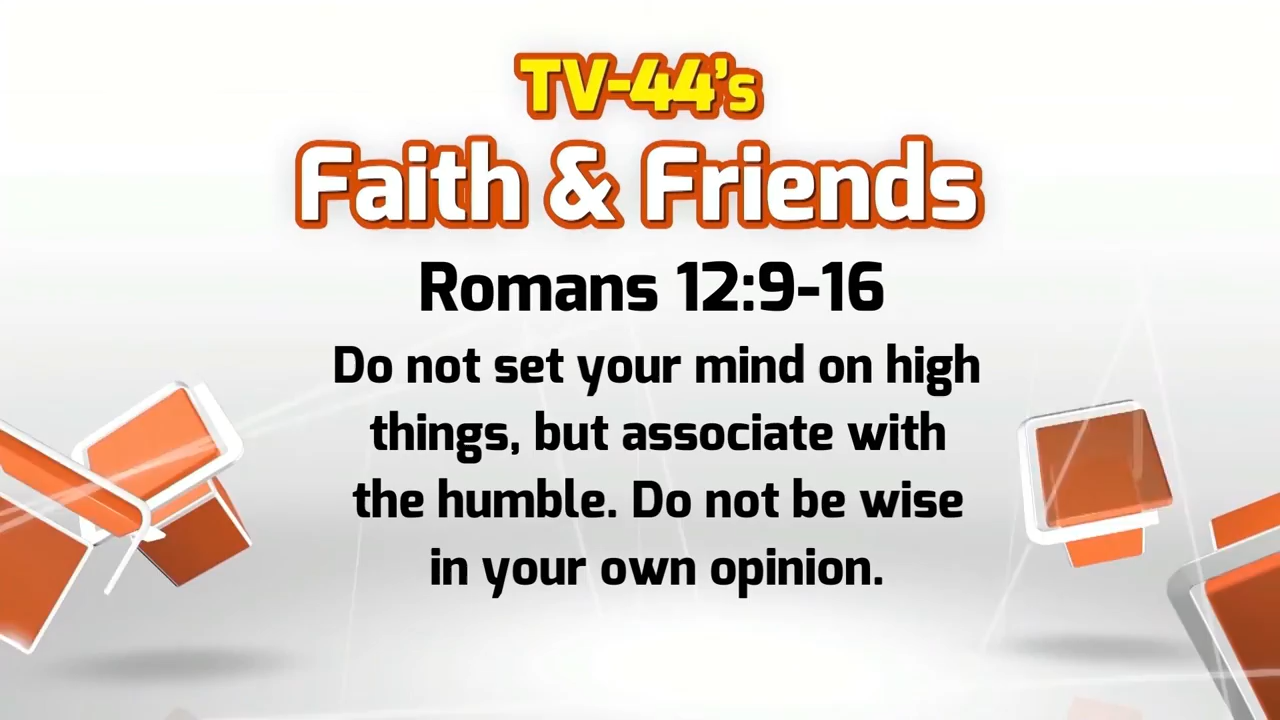 TV-44's
Faith & Friends
Romans 12:9-16
Do not set your mind on high
things, but associate with
the humble. Do not be wise
in your own opinion.